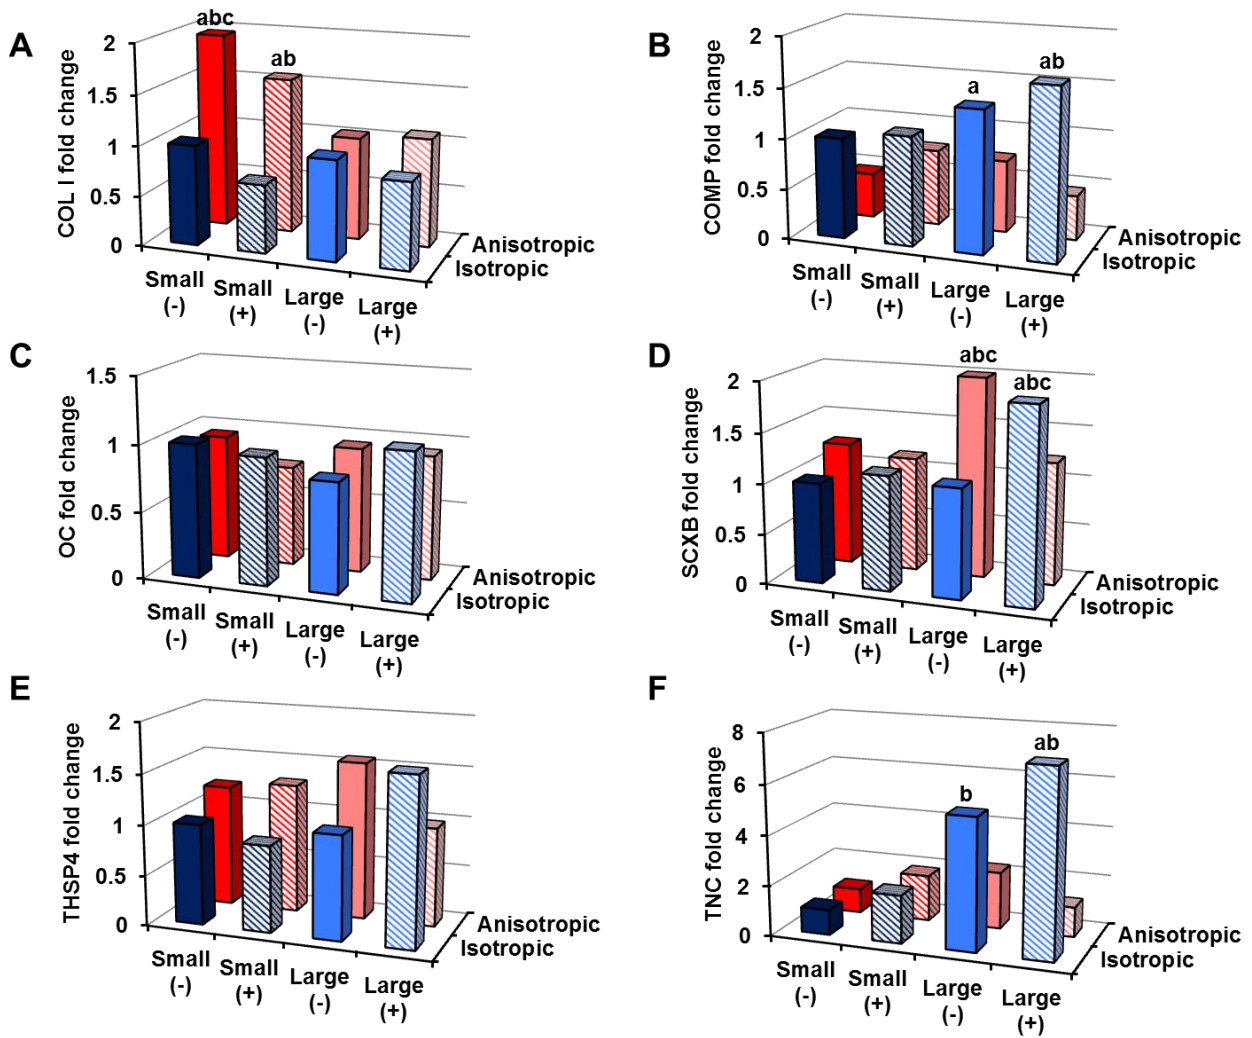 A
COL I fold change
2
1.5
1
0.5
0
abc
ab
Small (-)
Small (+)
Large (-)
Large (+)
Anisotropic
Isotropic
B
COMP fold change
2
1.5
1
0.5
0
a
ab
Small (-)
Small (+)
Large (-)
Large (+)
Anisotropic
Isotropic
C
OC fold change
1.5
1
0.5
0
Small (-)
Small (+)
Large (-)
Large (+)
Anisotropic
Isotropic
D
SCXB fold change
2
1.5
1
0.5
0
abc
abc
Small (-)
Small (+)
Large (-)
Large (+)
Anisotropic
Isotropic
E
THSP4 fold change
2
1.5
1
0.5
0
Small (-)
Small (+)
Large (-)
Large (+)
Anisotropic
Isotropic
F
TNC fold change
8
6
4
2
0
b
ab
Small (-)
Small (+)
Large (-)
Large (+)
Anisotropic
Isotropic